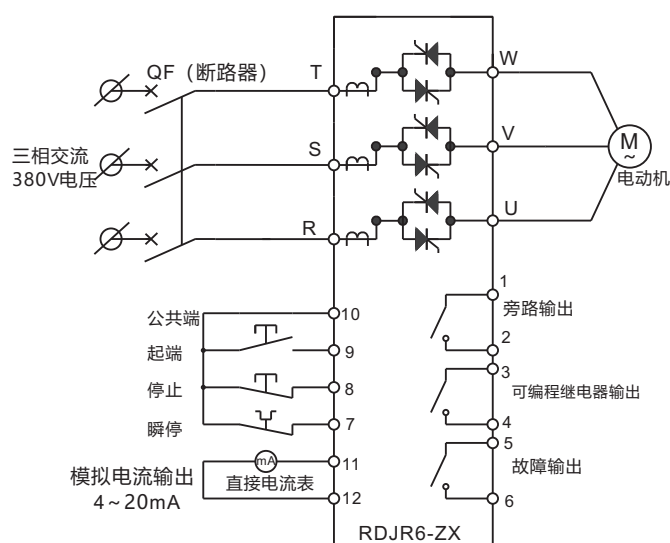 QF（断路器）
T
W
三相交流
380V电压
S
V
M
~
电动机
R
U
公共端
10
1
旁路输出
起端
9
2
停止
8
3
可编程继电器输出
瞬停
7
4
模拟电流输出
4~20mA
mA
直接电流表
11
12
5
故障输出
6
RDJR6-ZX